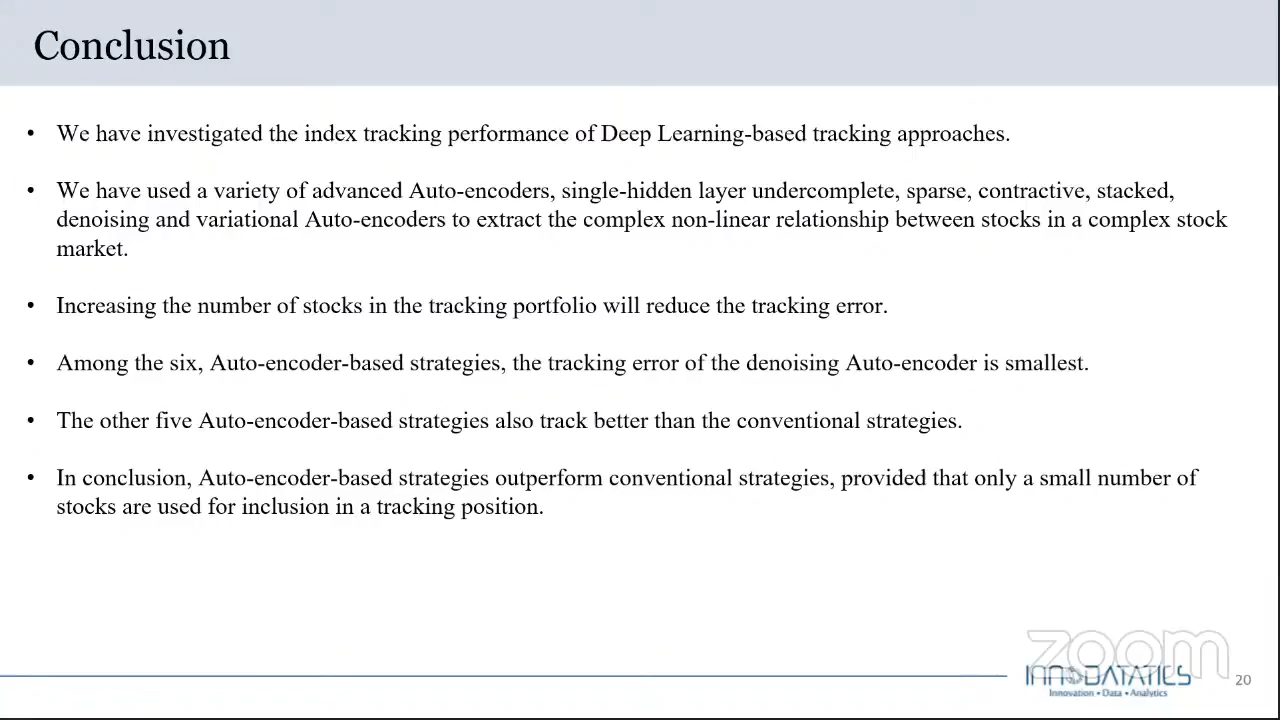 Conclusion
• We have investigated the index tracking performance of Deep Learning-based tracking approaches.
• We have used a variety of advanced Auto-encoders, single-hidden layer undercomplete, sparse, contractive, stacked,
denoising and variational Auto-encoders to extract the complex non-linear relationship between stocks in a complex stock
market.
• Increasing the number of stocks in the tracking portfolio will reduce the tracking error.
• Among the six, Auto-encoder-based strategies, the tracking error of the denoising Auto-encoder is smallest.
• The other five Auto-encoder-based strategies also track better than the conventional strategies.
• In conclusion, Auto-encoder-based strategies outperform conventional strategies, provided that only a small number of
stocks are used for inclusion in a tracking position.
zoom
INNODATATICS
Innovation • Data • Analytics
20